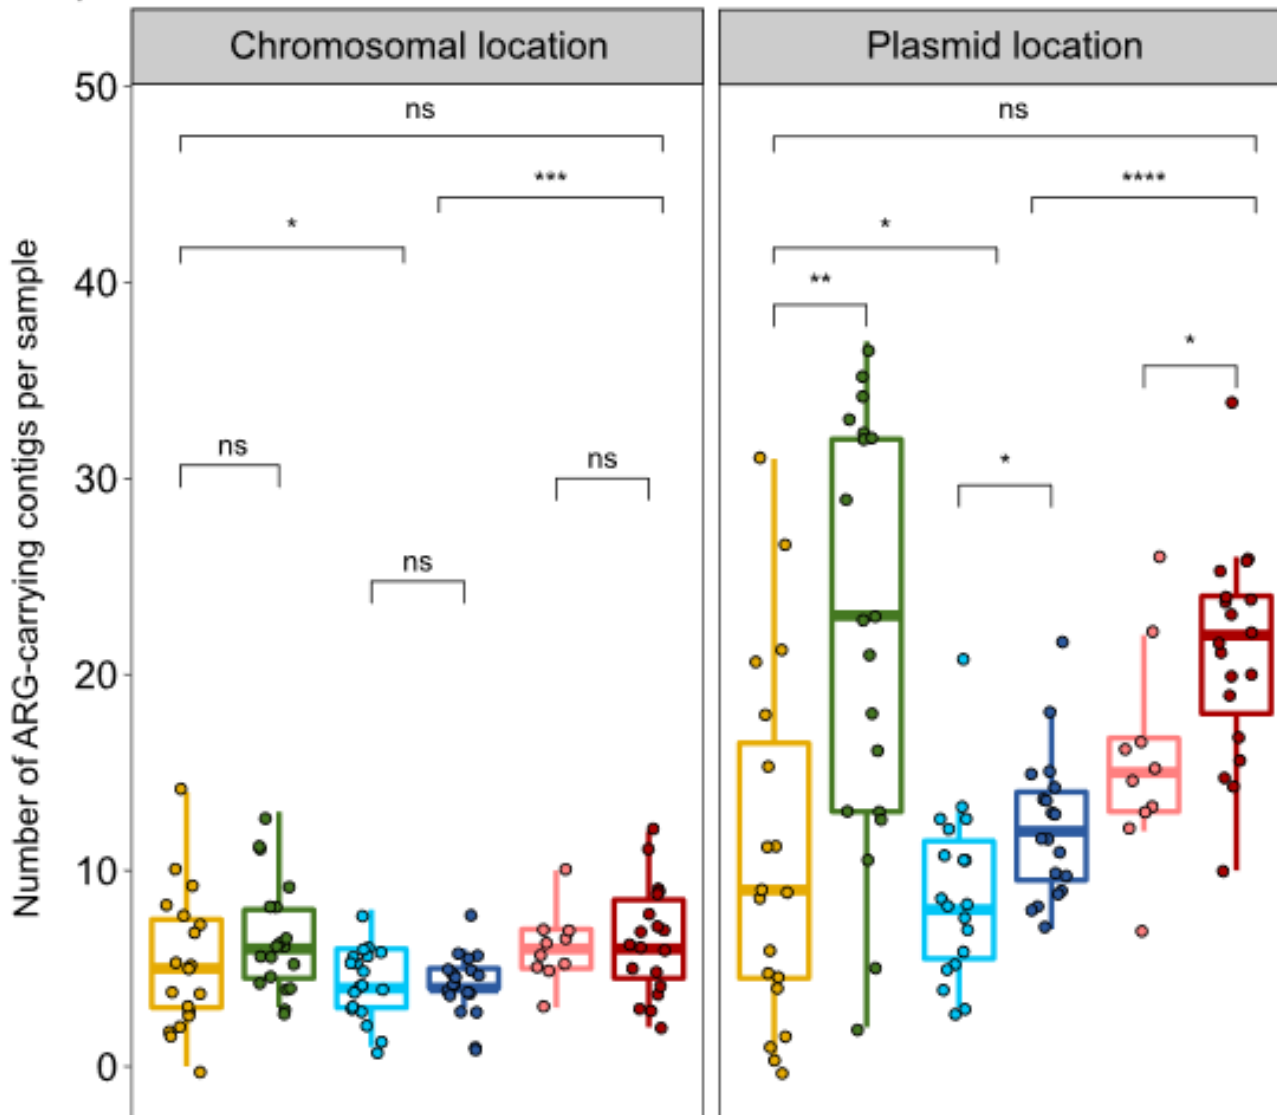 Chromosomal location
Plasmid location
Number of ARG-carrying contigs per sample
50
40
30
20
10
0
ns
***
*
ns
ns
ns
ns
****
*
**
*
*